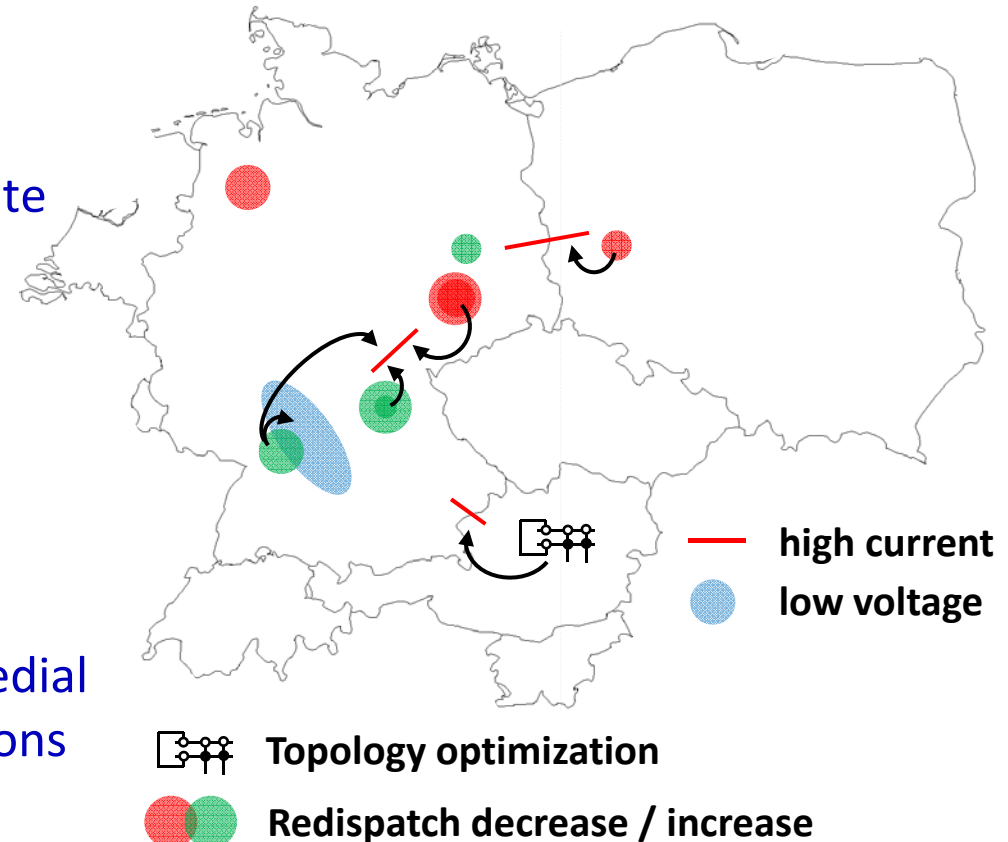 te
high current
low voltage
edial
ons
Topology optimization
Redispatch decrease / increase